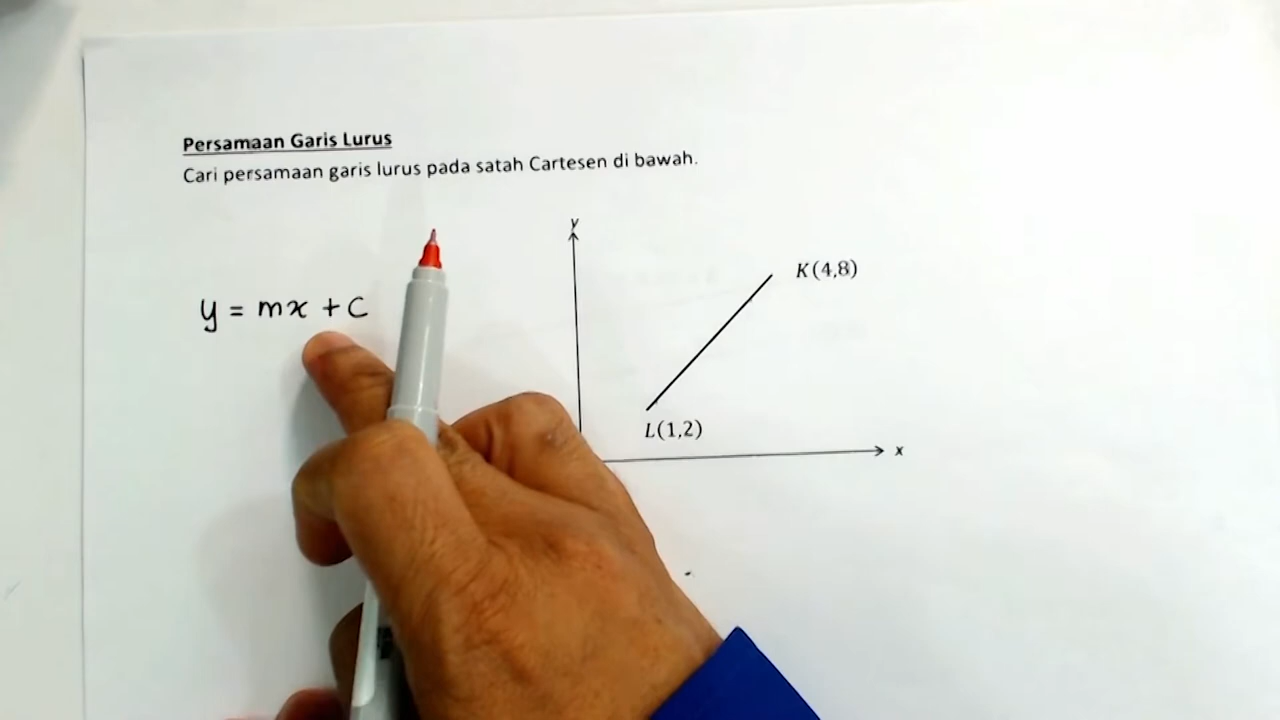 Persamaan Garis Lurus
Cari persamaan garis lurus pada satah Cartesen di bawah.
y
K(4,8)
y = mx + c
L(1,2)
x